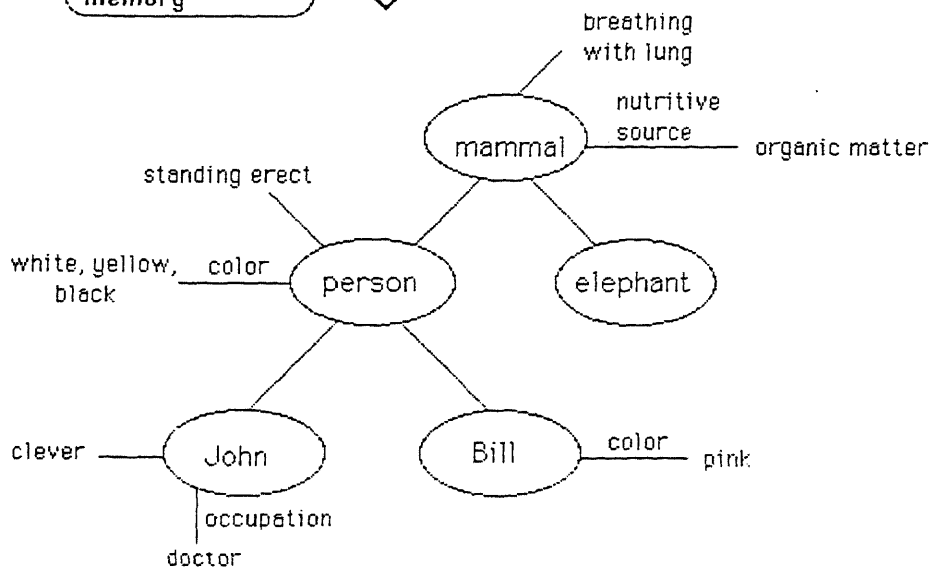 memory
breathing
with lung
nutritive
source
mammal
organic matter
standing erect
white, yellow,
black
color
person
elephant
clever
John
Bill
color
pink
occupation
doctor